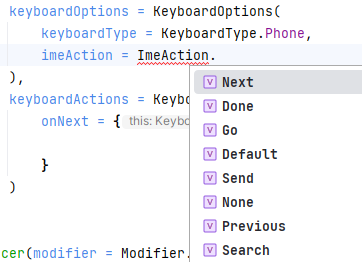 keyboardOptions = KeyboardOptions(
keyboardType = KeyboardType.Phone,
imeAction = ImeAction.
),
keyboardActions = Keybo
onNext = { this: Keybo
}
)
cer(modifier = Modifier.
v Next
v Done
v Go
v Default
v Send
v None
v Previous
v Search